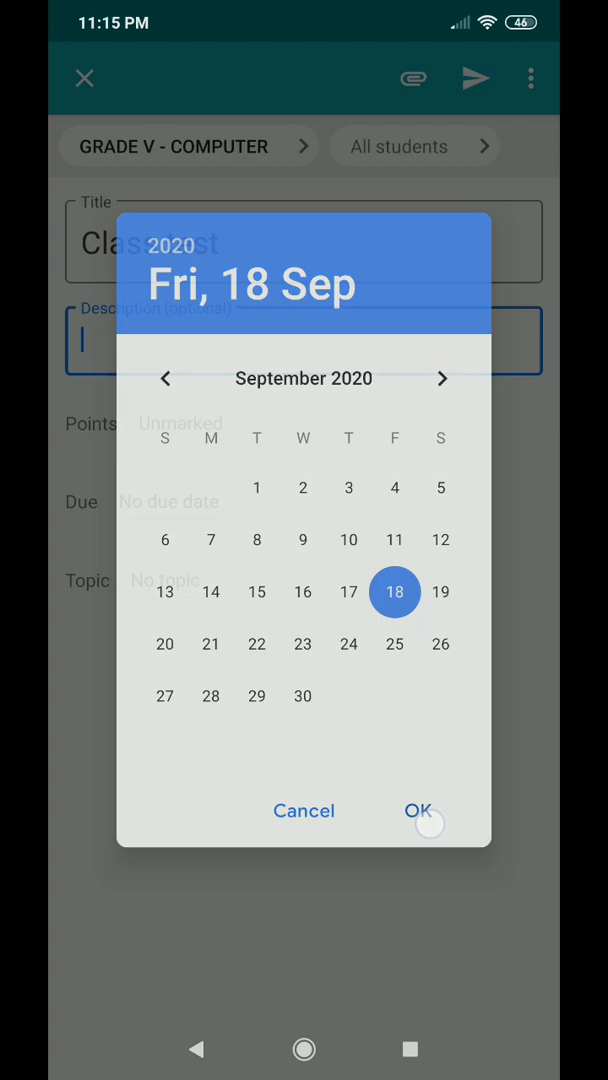 11:15 PM
46
GRADE V - COMPUTER
All students
Title
Class test
2020
Fri, 18 Sep
Description (optional)
September 2020
Points
Unmarked
S M T W T F S
1 2 3 4 5
Due
No due date
6 7 8 9 10 11 12
Topic
No topic
13 14 15 16 17 18 19
20 21 22 23 24 25 26
27 28 29 30
Cancel
OK